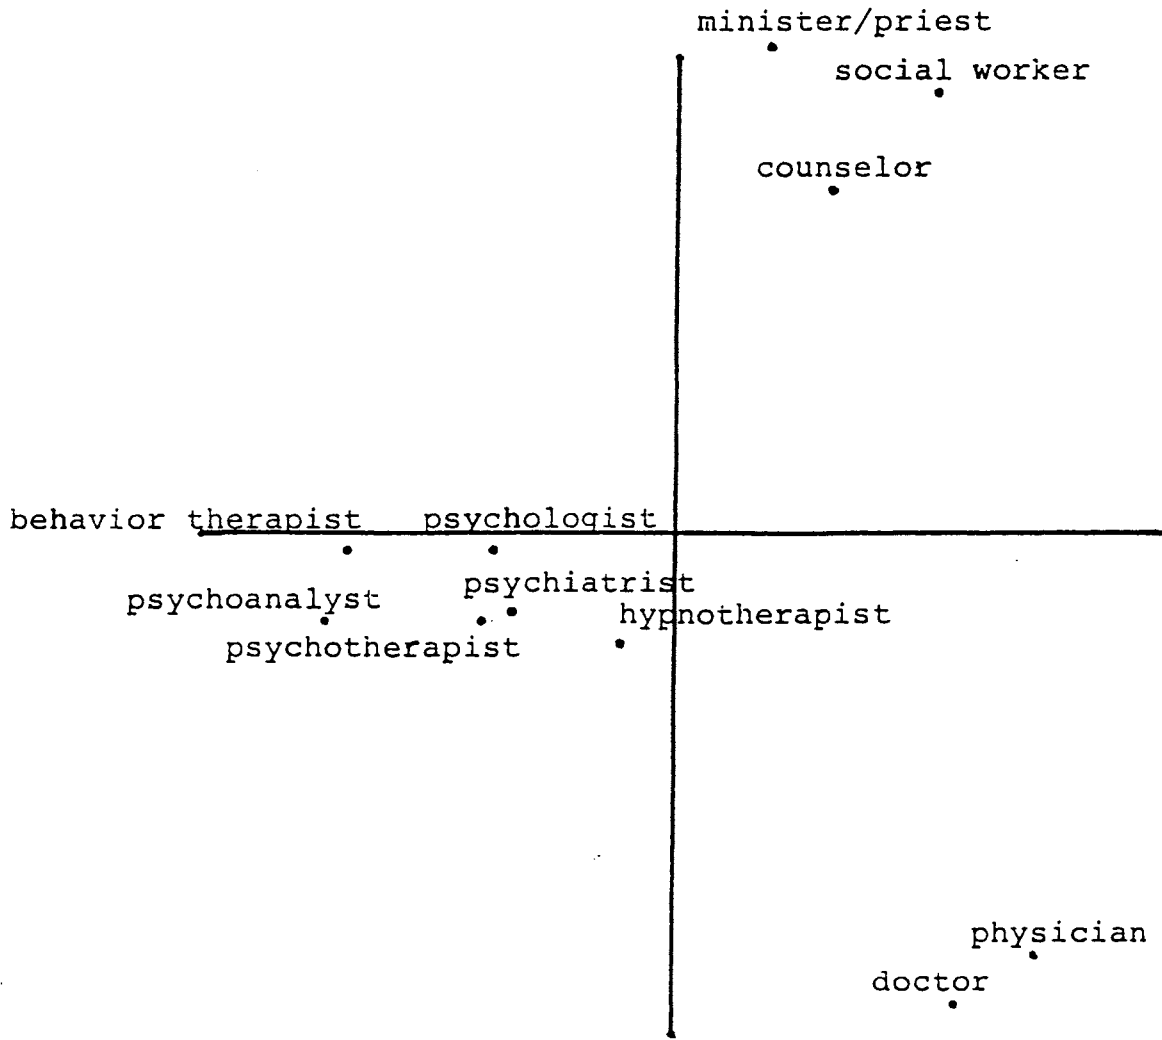 minister/priest
social worker
counselor
behavior therapist
psychologist
psychiatrist
psychoanalyst
hypnotherapist
psychotherapist
physician
doctor